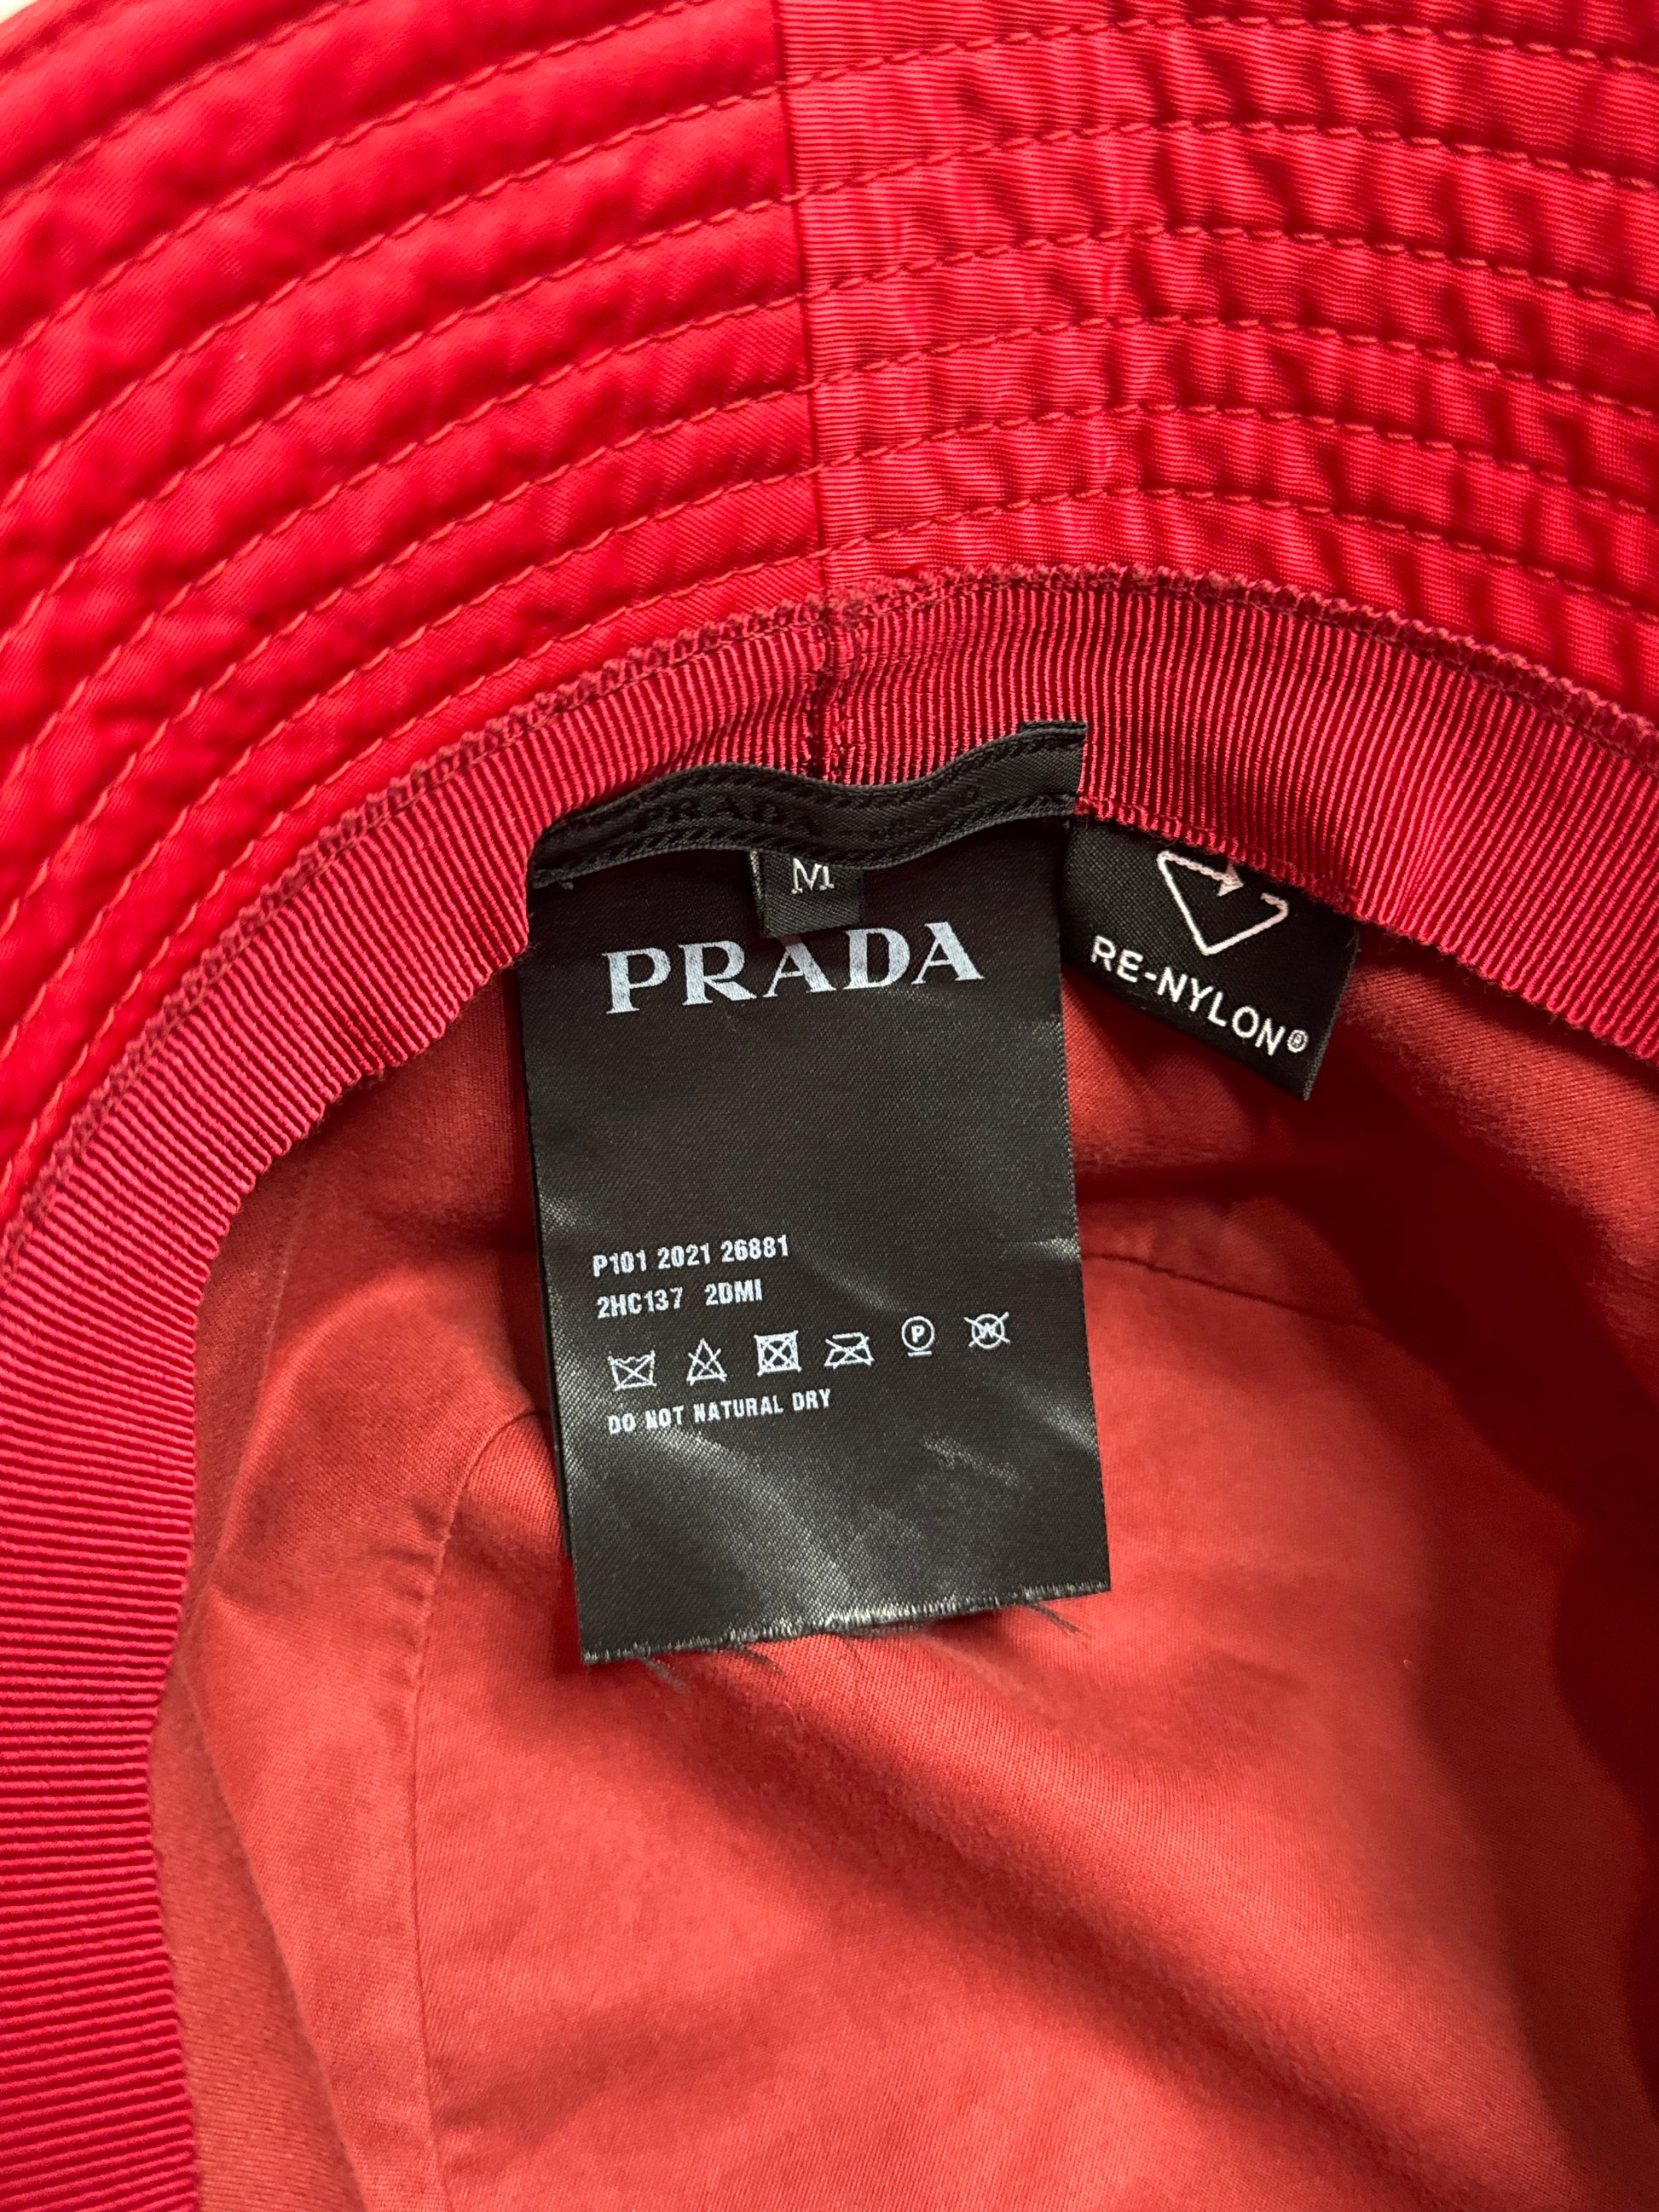 PRADA
M
PRADA
RE-NYLON®
P101 2021 26881
2HC137 2DMI
P
W
DO NOT NATURAL DRY